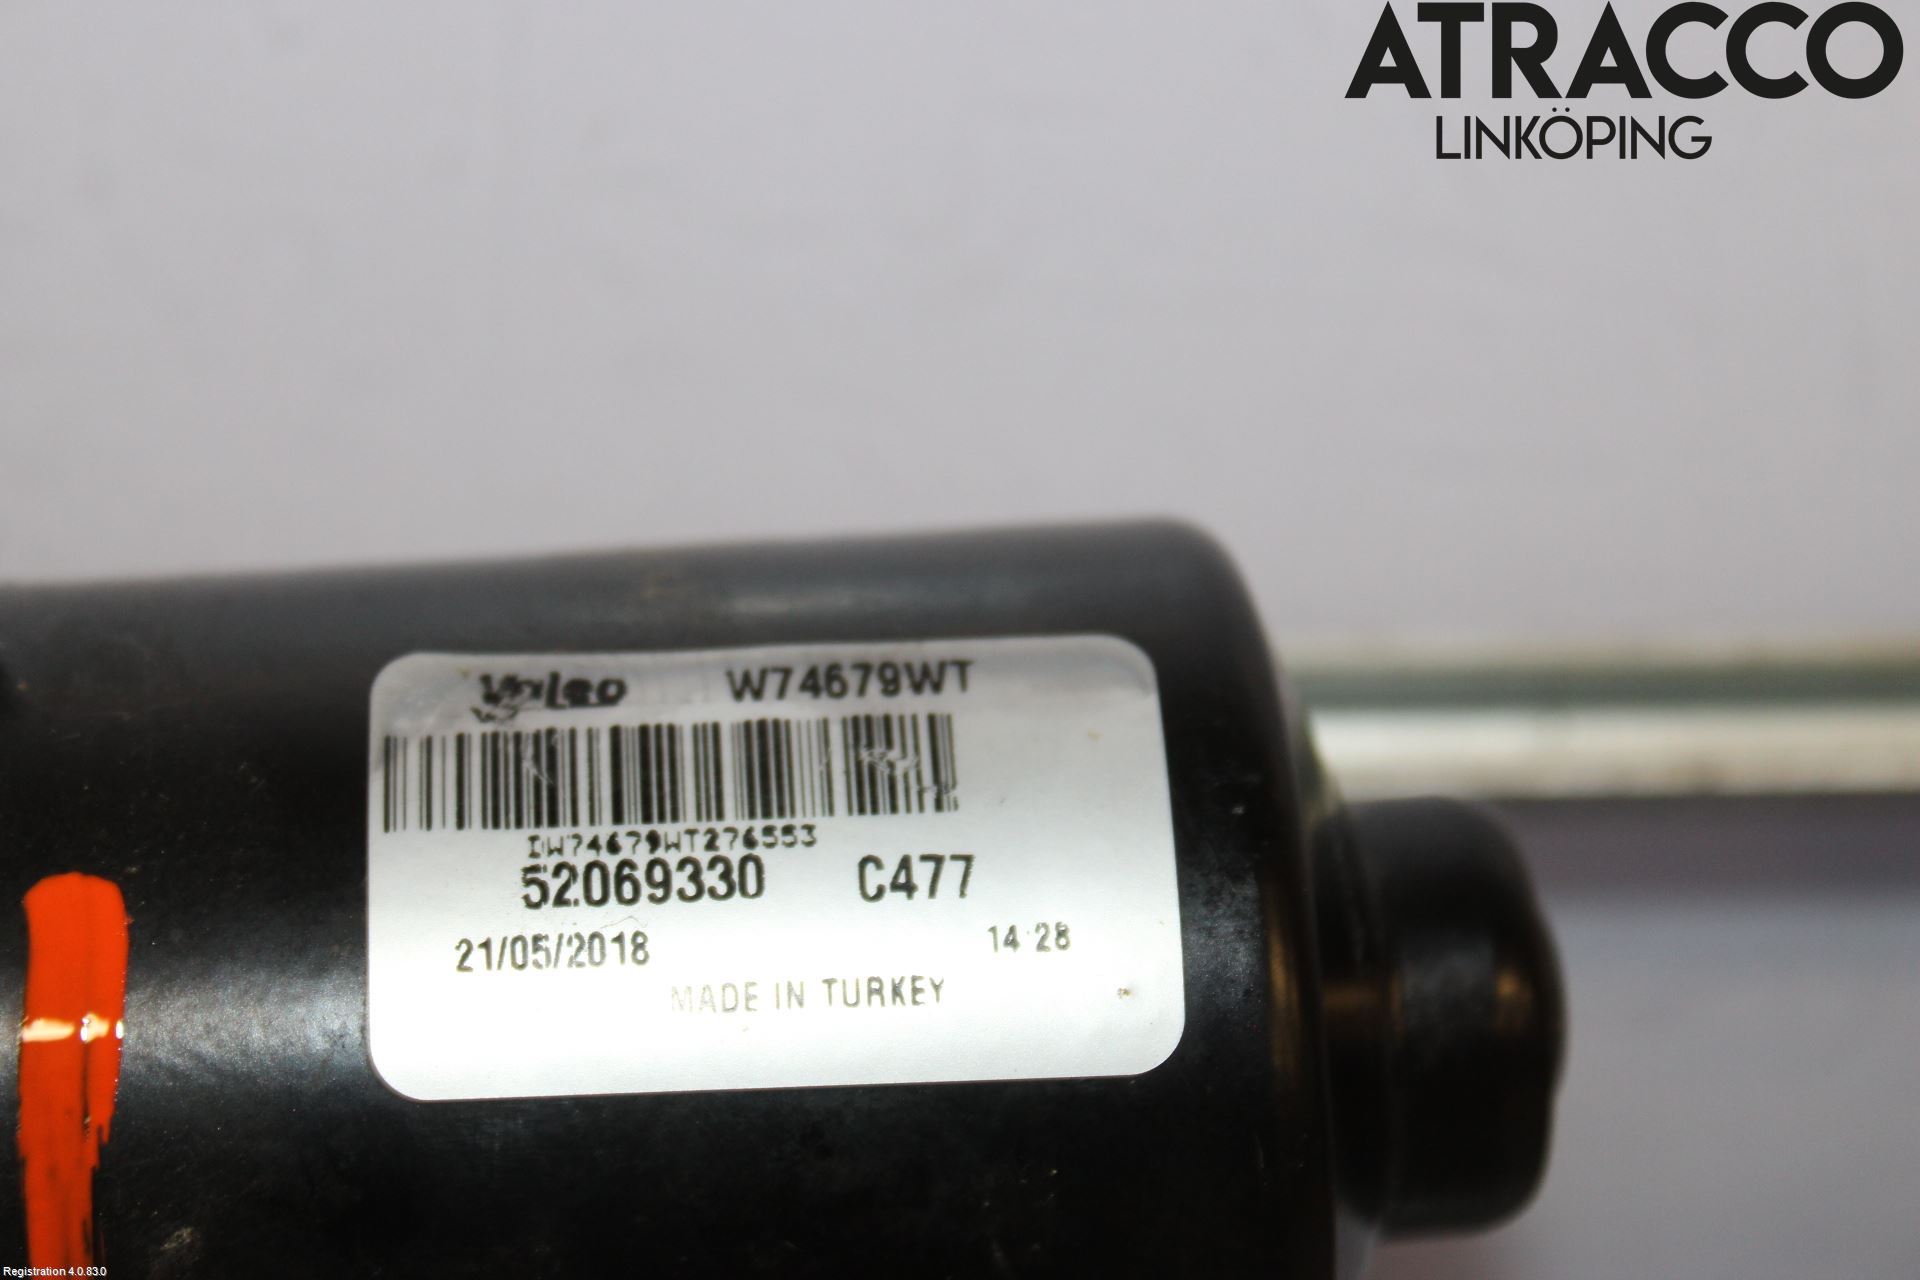 ATRACCO
LINKÖPING
Valeo W74679WT
DW74679WT276553
52069330 C477
21/05/2018 14:28
MADE IN TURKEY
Registration 4.0.83.0